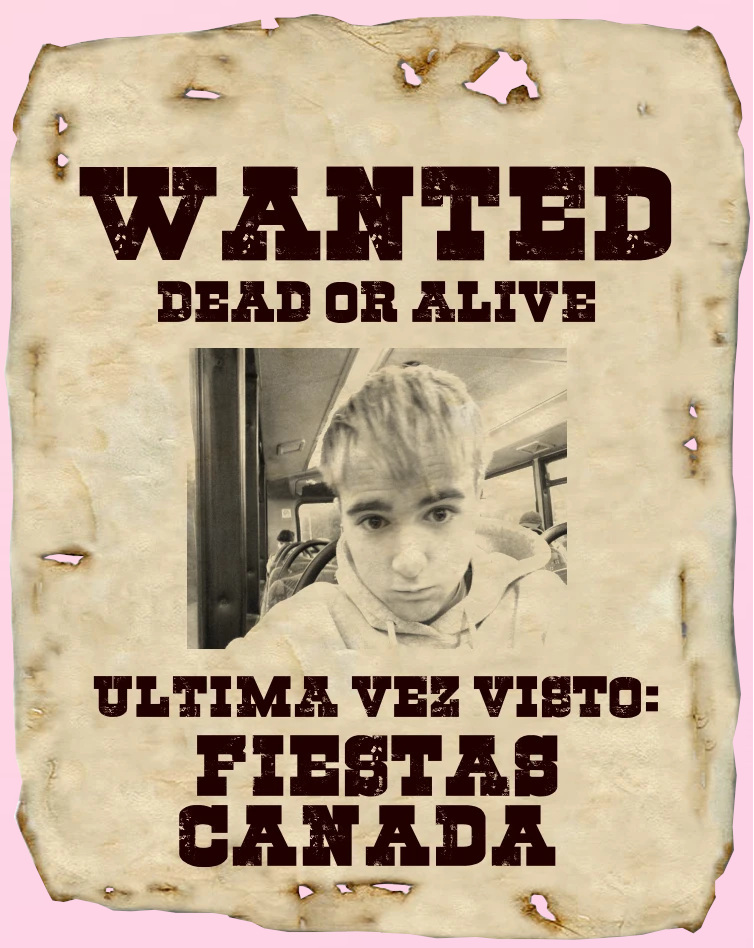 WANTED
DEAD OR ALIVE
ULTIMA VEZ VISTO:
FIESTAS
CANADA